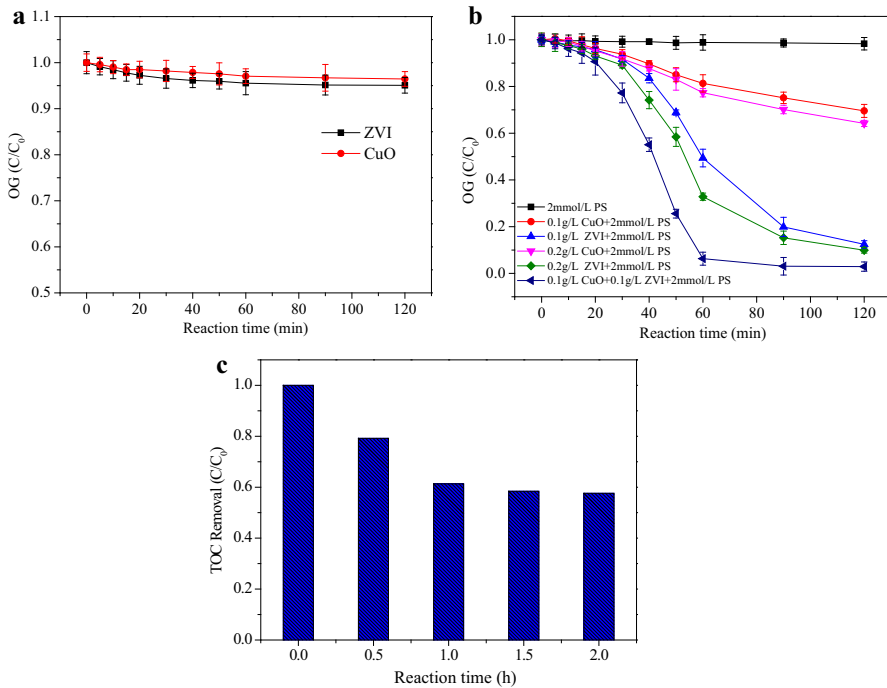 a
1.1
1.0
0.9
0.8
0.7
0.6
0.5
OG (C/C₀)
ZVI
CuO
0 20 40 60 80 100 120
Reaction time (min)
b
1.0
0.8
0.6
0.4
0.2
0.0
OG (C/C₀)
2mmol/L PS
0.1g/L CuO+2mmol/L PS
0.1g/L ZVI+2mmol/L PS
0.2g/L CuO+2mmol/L PS
0.2g/L ZVI+2mmol/L PS
0.1g/L CuO+0.1g/L ZVI+2mmol/L PS
0 20 40 60 80 100 120
Reaction time (min)
c
1.0
0.8
0.6
0.4
0.2
0.0
TOC Removal (C/C₀)
0.0 0.5 1.0 1.5 2.0
Reaction time (h)